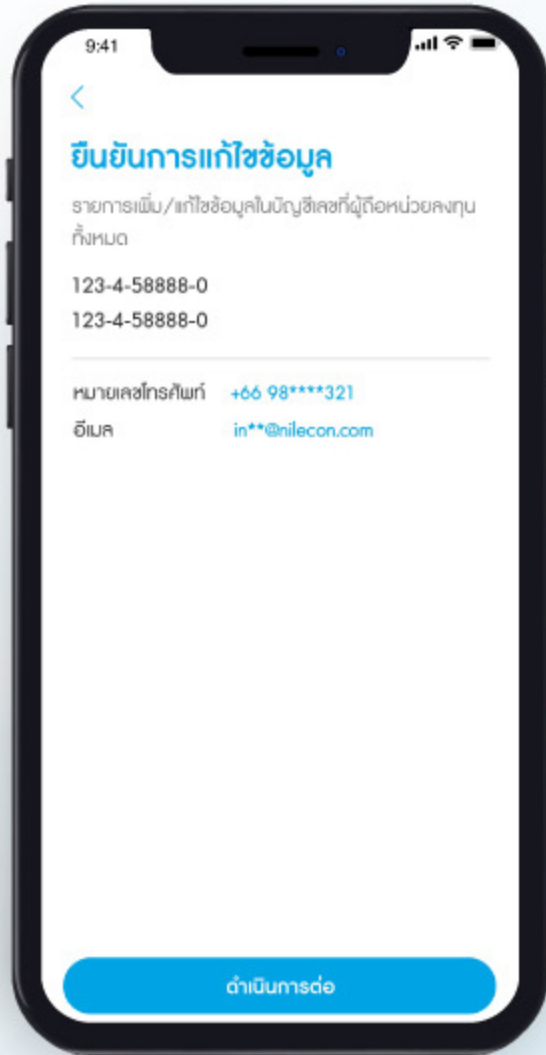 9:41
ยืนยันการแก้ไขข้อมูล
รายการเพิ่ม/แก้ไขข้อมูลในบัญชีเลขที่ผู้ถือหน่วยลงทุน
ทั้งหมด
123-4-58888-0
123-4-58888-0
หมายเลขโทรศัพท์ +66 98****321
อีเมล in**@nilecon.com
ดำเนินการต่อ